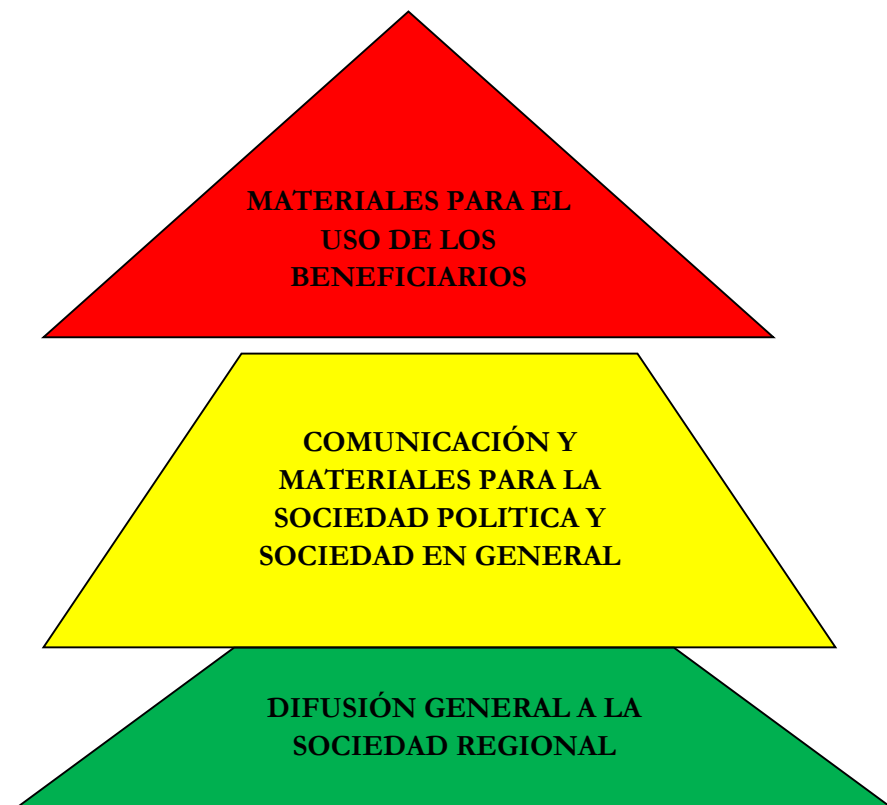 MATERIALES PARA EL
USO DE LOS
BENEFICIARIOS
COMUNICACIÓN Y
MATERIALES PARA LA
SOCIEDAD POLITICA Y
SOCIEDAD EN GENERAL
DIFUSIÓN GENERAL A LA
SOCIEDAD REGIONAL